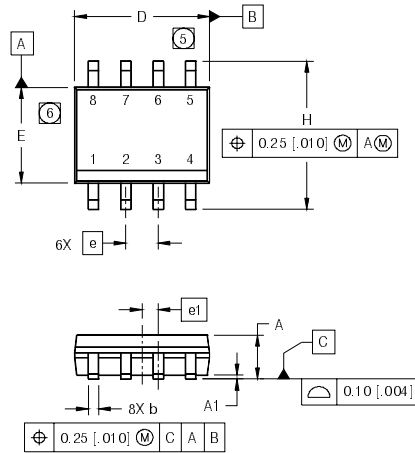 D
B
5
A
8 7 6 5
6
E
H
1 2 3 4
0.25 [.010] Ⓜ A Ⓜ
6X e
e1
A
C
8X b
A1
0.10 [.004]
0.25 [.010] Ⓜ C A B